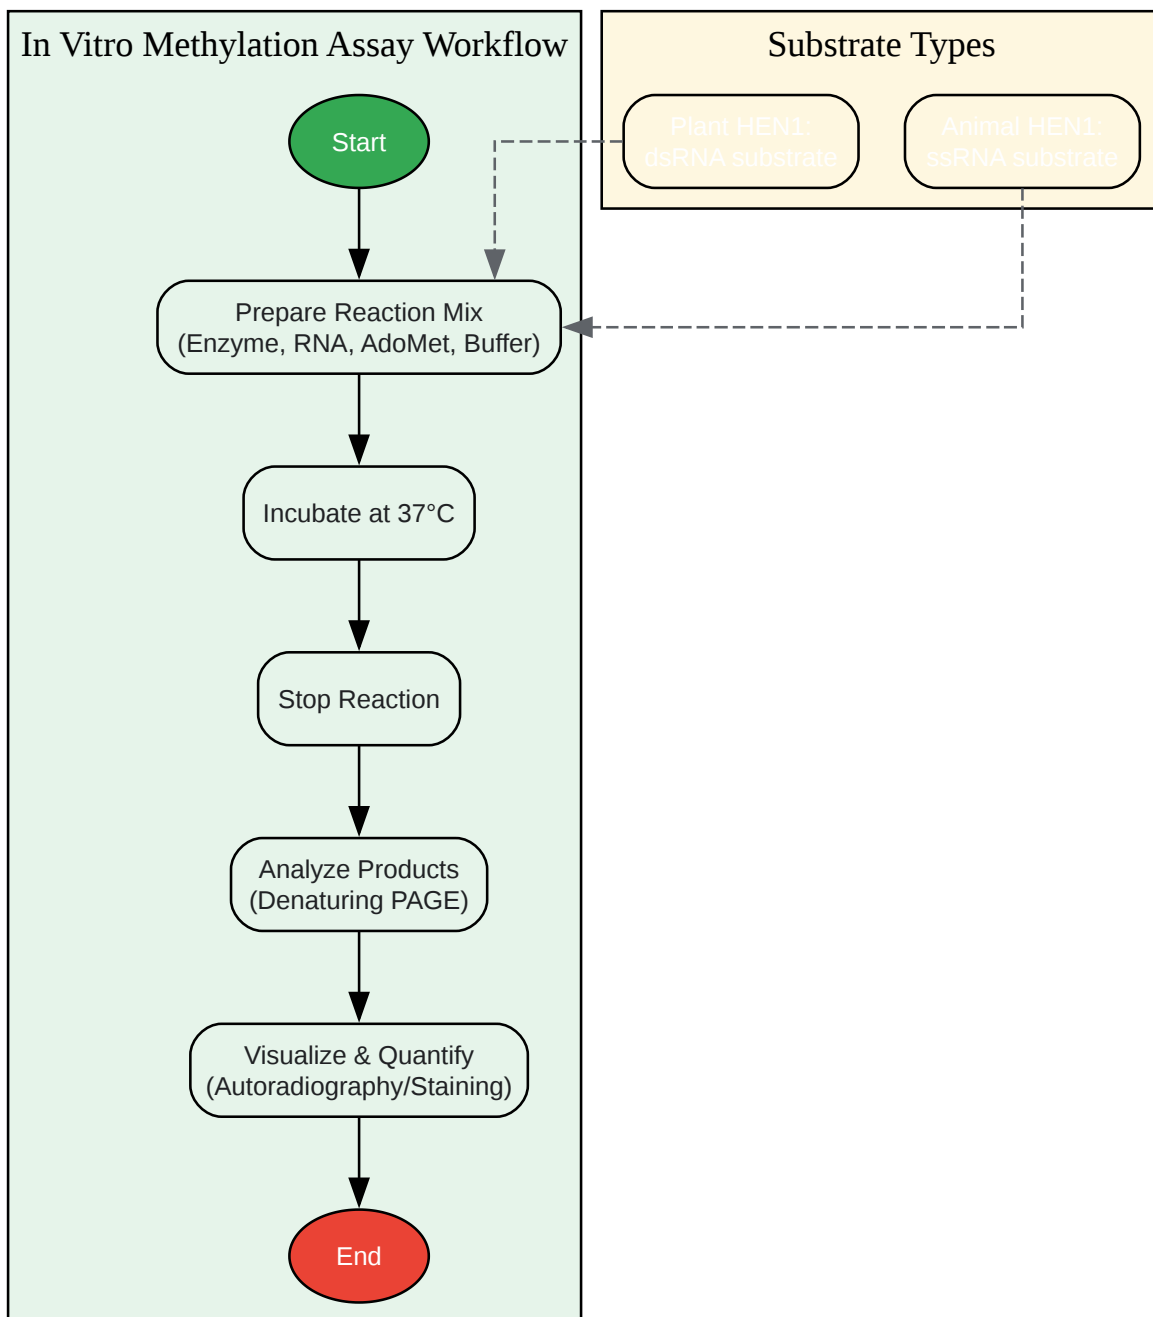 In Vitro Methylation Assay Workflow
Start
Prepare Reaction Mix
(Enzyme, RNA, AdoMet, Buffer)
Incubate at 37°C
Stop Reaction
Analyze Products
(Denaturing PAGE)
Visualize & Quantify
(Autoradiography/Staining)
End
Substrate Types
Plant HEN1:
dsRNA substrate
Animal HEN1:
ssRNA substrate